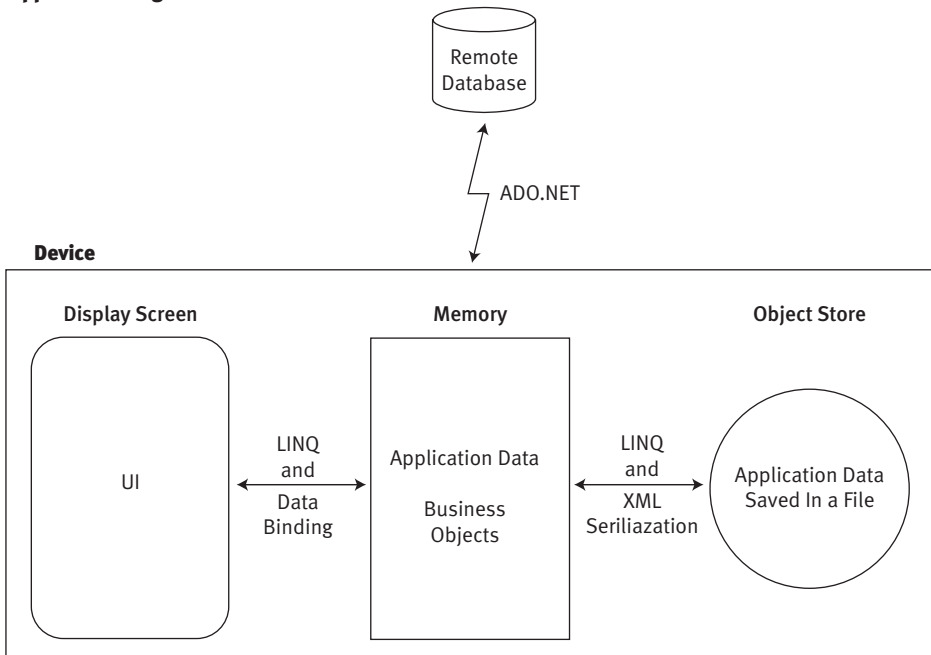 Remote
Database
ADO.NET
Device
Display Screen
Memory
Object Store
UI
LINQ
and
Data
Binding
Application Data
Business
Objects
LINQ
and
XML
Seriliazation
Application Data
Saved In a File